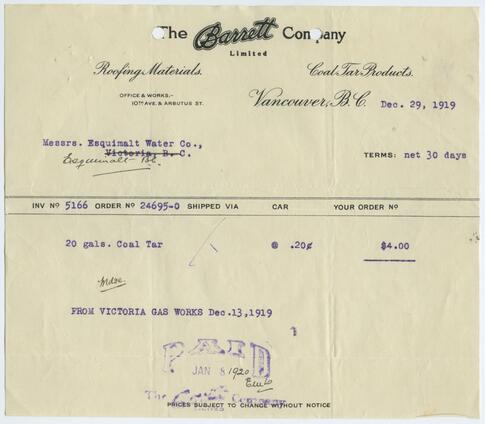 The Barrett Company
Limited
Roofing Materials. Coal Tar Products.
OFFICE & WORKS:-
10TH AVE. & ARBUTUS ST.
Vancouver, B.C. Dec. 29, 1919
Messrs. Esquimalt Water Co.,
Victoria, B. C.
Esquimalt BC
TERMS: net 30 days
INV No 5166 ORDER No 24695-O SHIPPED VIA CAR YOUR ORDER No
20 gals. Coal Tar @ .20¢ $4.00
FROM VICTORIA GAS WORKS Dec.13,1919
PAID
JAN 8 1920
The Barrett Company
LIMITED
PRICES SUBJECT TO CHANGE WITHOUT NOTICE